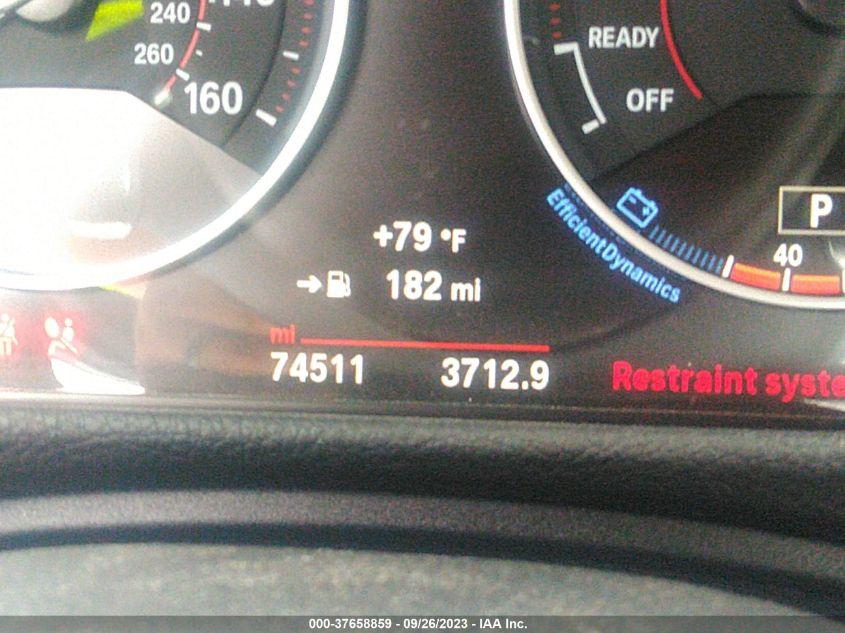 240
260
160
READY
OFF
EfficientDynamics
P
40
+79 °F
182 mi
mi
74511 3712.9
Restraint syste
000-37658859 - 09/26/2023 - IAA Inc.